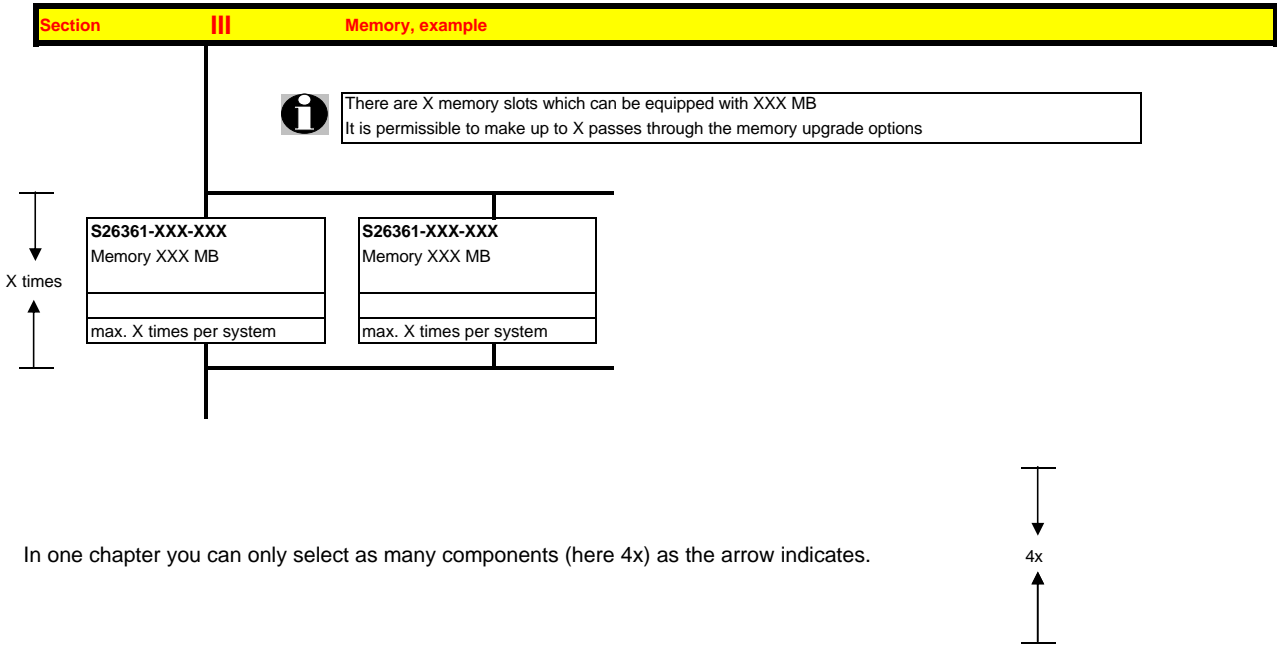 Section III Memory, example
There are X memory slots which can be equipped with XXX MB
It is permissible to make up to X passes through the memory upgrade options
S26361-XXX-XXX
Memory XXX MB
max. X times per system
S26361-XXX-XXX
Memory XXX MB
max. X times per system
X times
In one chapter you can only select as many components (here 4x) as the arrow indicates.
4x